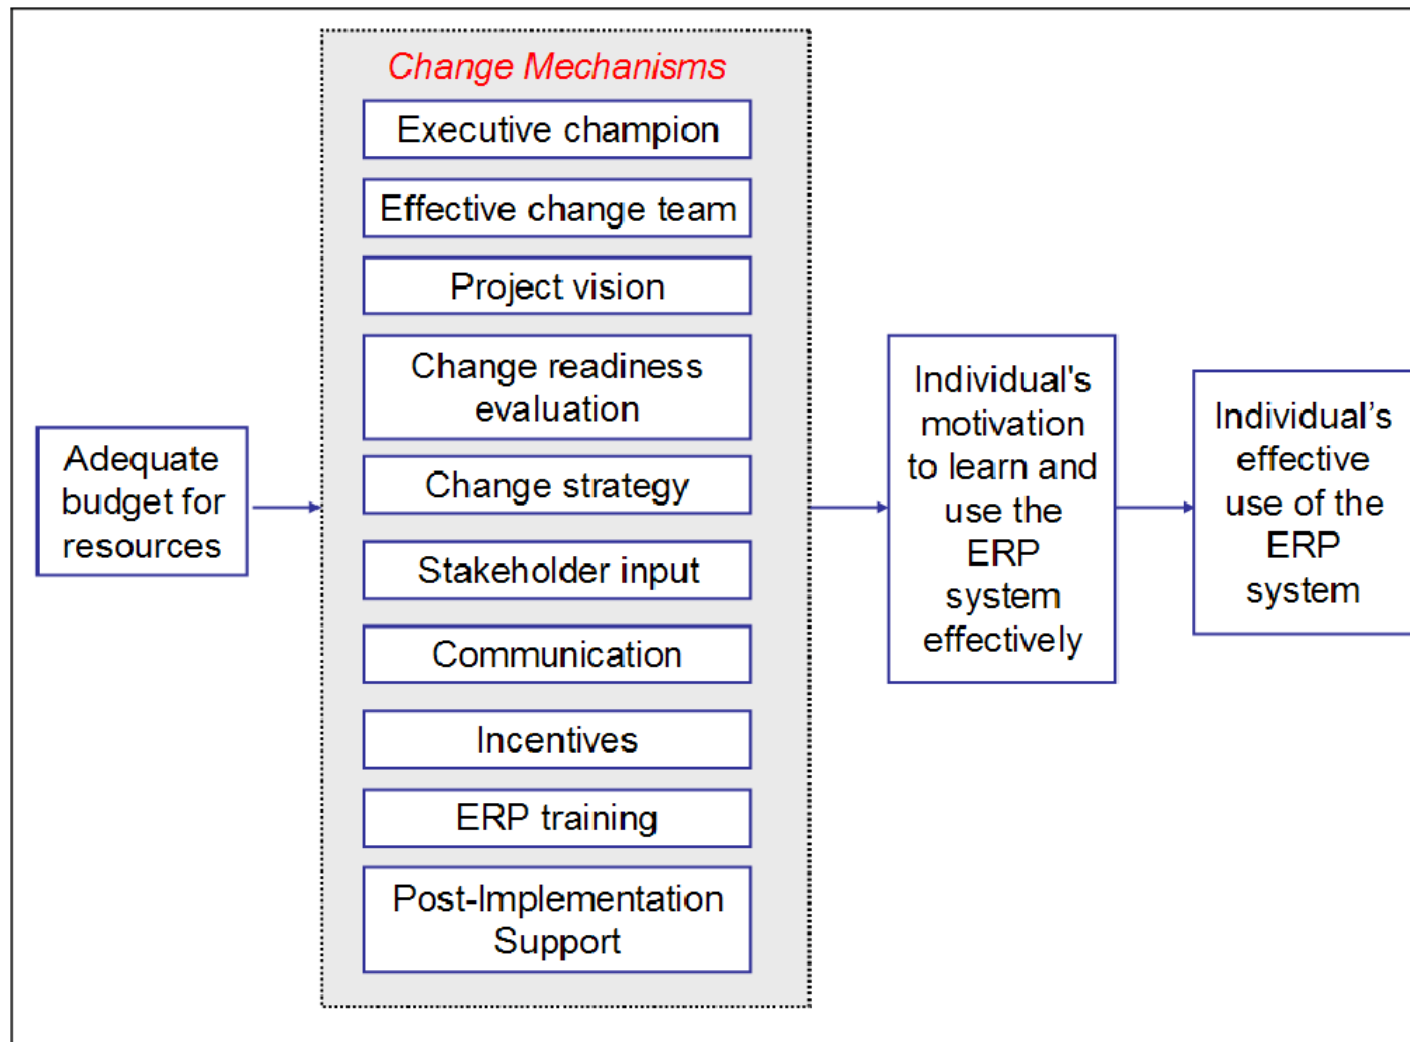 Change Mechanisms
Executive champion
Effective change team
Project vision
Change readiness
evaluation
Change strategy
Stakeholder input
Communication
Incentives
ERP training
Post-Implementation
Support
Adequate
budget for
resources
Individual's
motivation
to learn and
use the
ERP
system
effectively
Individual’s
effective
use of the
ERP
system